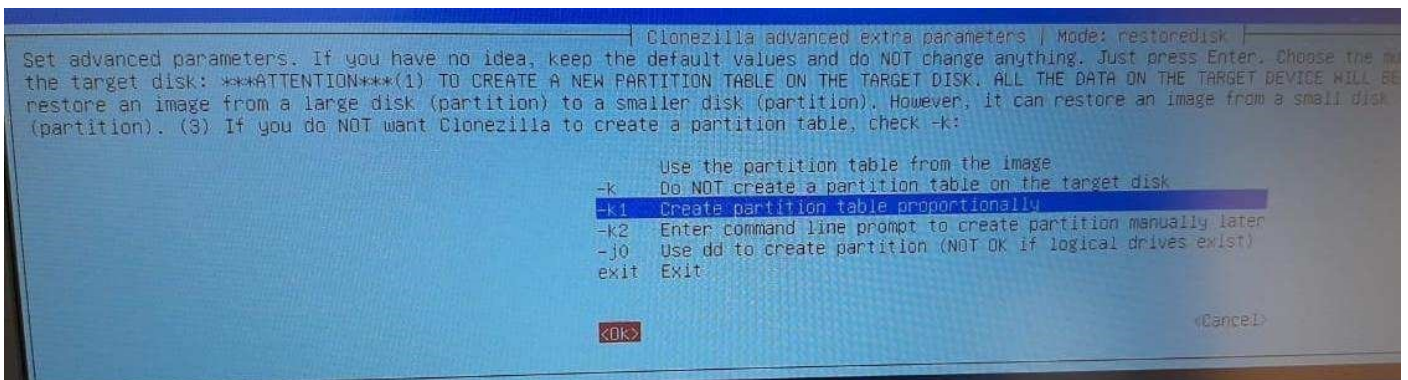 Clonezilla advanced extra parameters | Mode: restoredisk
Set advanced parameters. If you have no idea, keep the default values and do NOT change anything. Just press Enter. Choose the
the target disk: ***ATTENTION***(1) TO CREATE A NEW PARTITION TABLE ON THE TARGET DISK. ALL THE DATA ON THE TARGET DEVICE WILL BE
restore an image from a large disk (partition) to a smaller disk (partition). However, it can restore an image from a small disk
(partition). (3) If you do NOT want Clonezilla to create a partition table, check -k:
Use the partition table from the image
-k Do NOT create a partition table on the target disk
-k1 Create partition table proportionally
-k2 Enter command line prompt to create partition manually later
-j0 Use dd to create partition (NOT OK if logical drives exist)
exit Exit
<Ok> <Cancel>